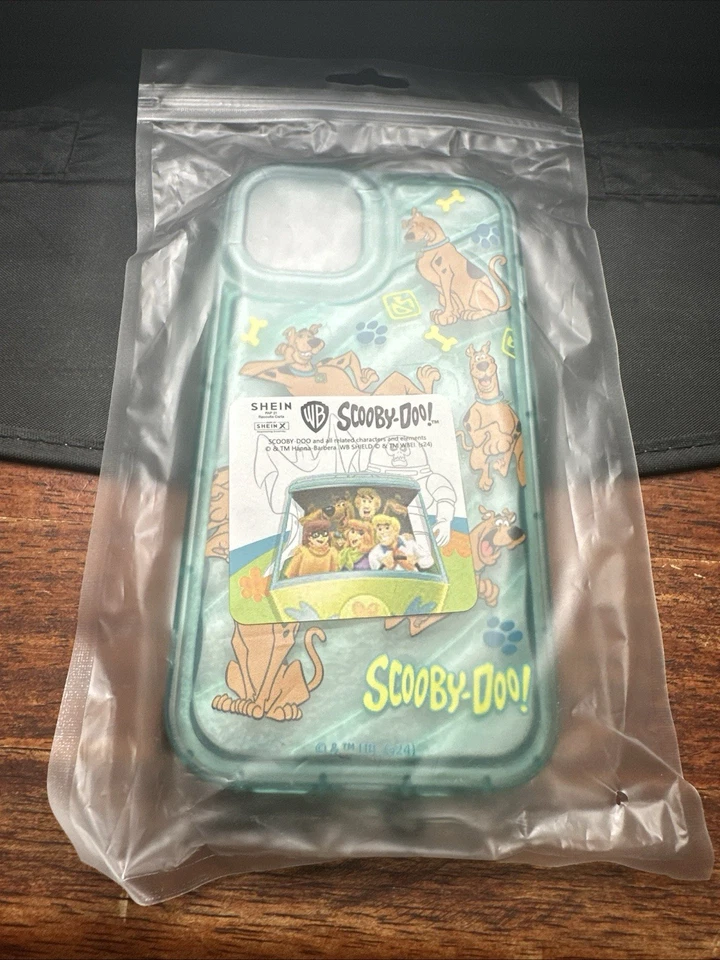 SHEIN
SHEIN X
WB
SCOOBY-DOO!™
SCOOBY-DOO and all related characters and elements
© & TM Hanna-Barbera. WB SHIELD: © & TM WBEI. (s24)
SCOOBY-DOO!